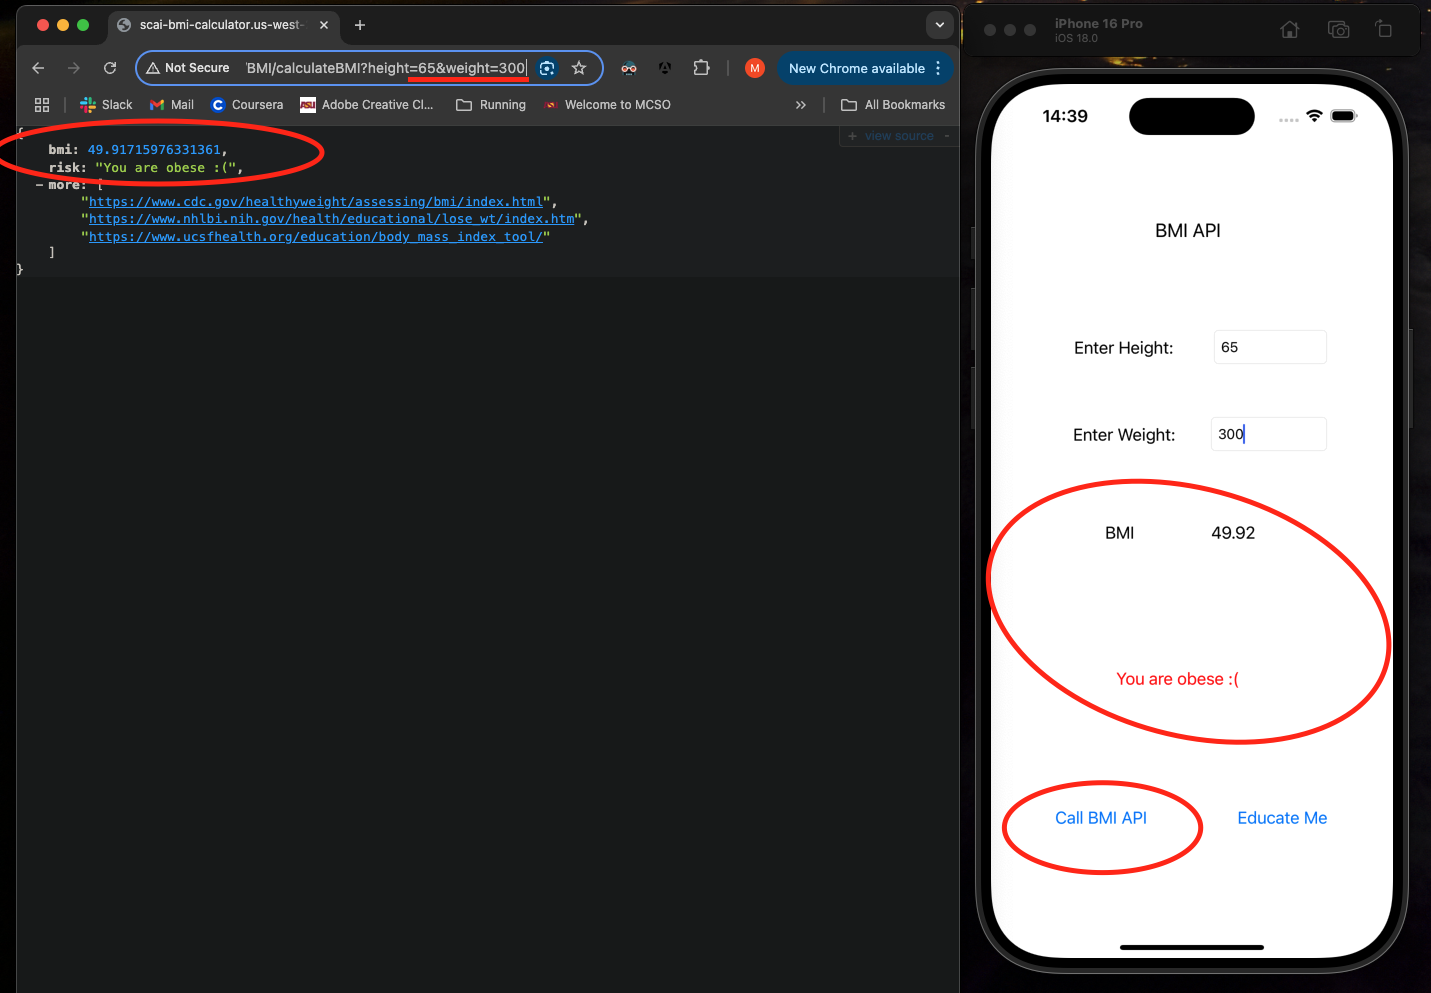 scai-bmi-calculator.us-west-
Not Secure
'BMI/calculateBMI?height=65&weight=300
M
New Chrome available
Slack
Mail
Coursera
Adobe Creative Cl...
Running
Welcome to MCSO
All Bookmarks
+ view source -
{
bmi: 49.91715976331361,
risk: "You are obese :(",
− more: [
"https://www.cdc.gov/healthyweight/assessing/bmi/index.html",
"https://www.nhlbi.nih.gov/health/educational/lose_wt/index.htm",
"https://www.ucsfhealth.org/education/body_mass_index_tool/"
]
}
iPhone 16 Pro
iOS 18.0
14:39
BMI API
Enter Height: 65
Enter Weight: 300
BMI 49.92
You are obese :(
Call BMI API Educate Me